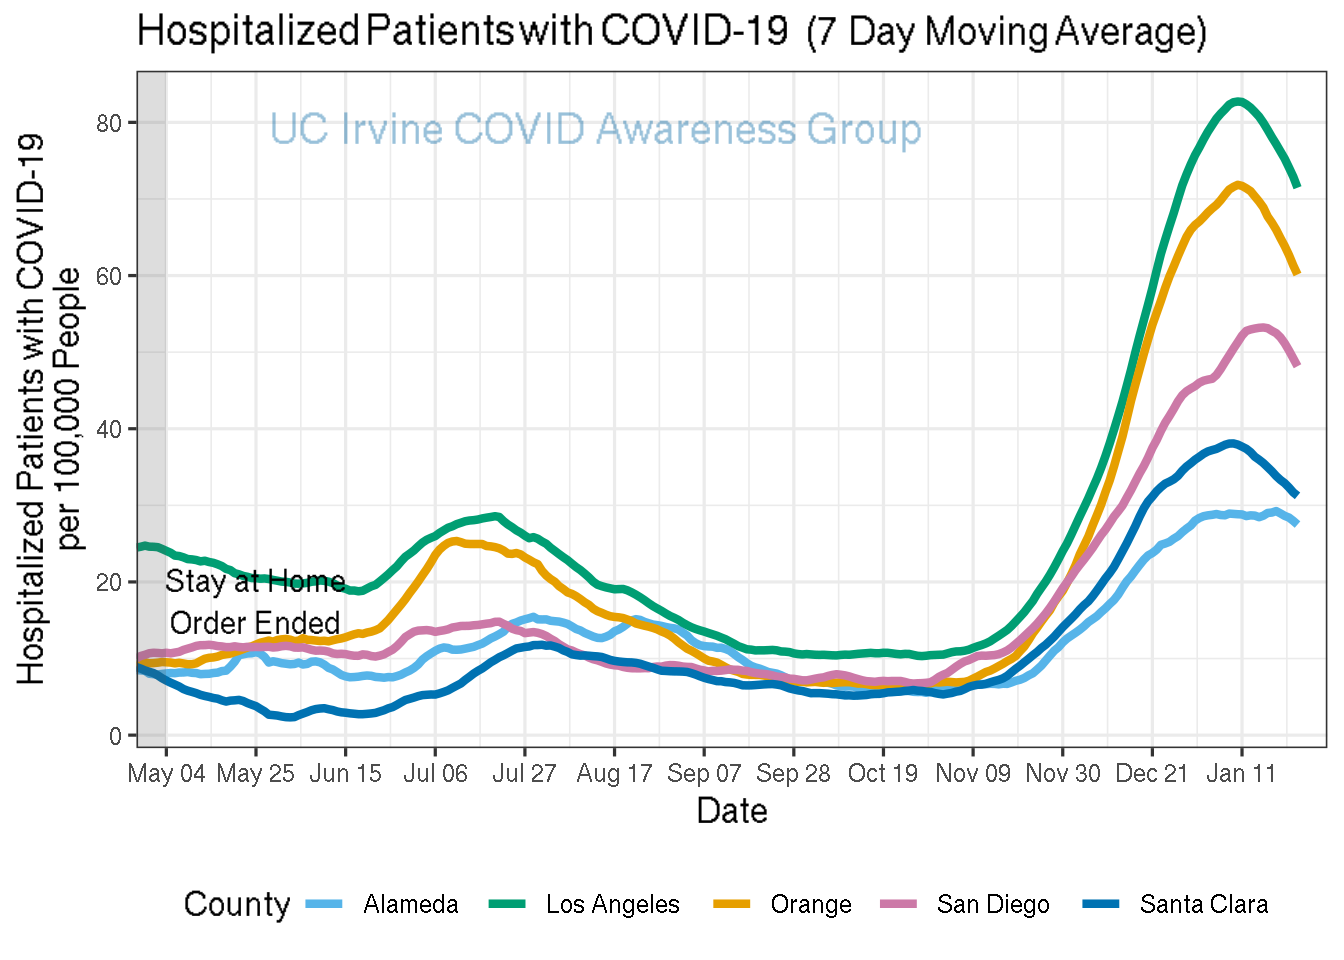 Hospitalized Patients with COVID-19 (7 Day Moving Average)
UC Irvine COVID Awareness Group
Hospitalized Patients with COVID-19
per 100,000 People
80
60
40
20
0
Stay at Home
Order Ended
May 04 May 25 Jun 15 Jul 06 Jul 27 Aug 17 Sep 07 Sep 28 Oct 19 Nov 09 Nov 30 Dec 21 Jan 11
Date
County Alameda Los Angeles Orange San Diego Santa Clara